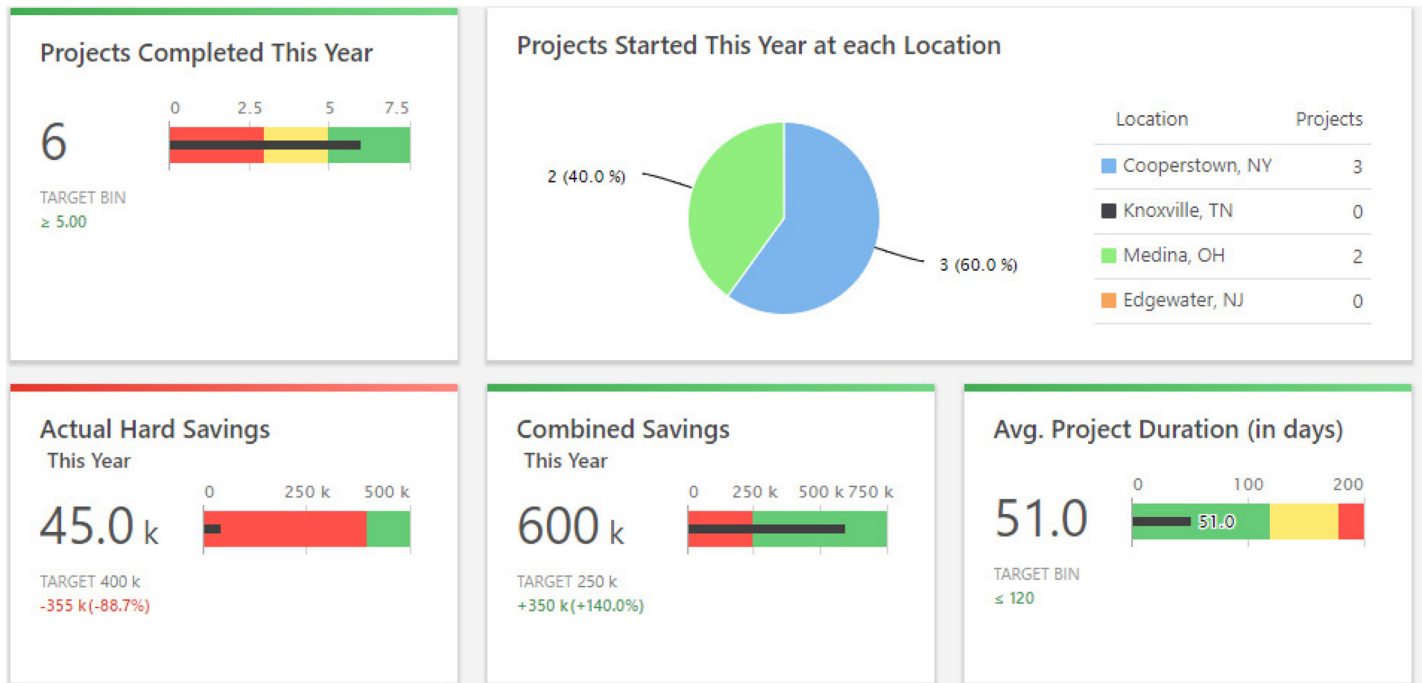 Projects Completed This Year
0 2.5 5 7.5
6
TARGET BIN
≥ 5.00
Projects Started This Year at each Location
2 (40.0 %)
3 (60.0 %)
Location Projects
Cooperstown, NY 3
Knoxville, TN 0
Medina, OH 2
Edgewater, NJ 0
Actual Hard Savings
This Year
0 250 k 500 k
45.0 k
TARGET 400 k
-355 k(-88.7%)
Combined Savings
This Year
0 250 k 500 k 750 k
600 k
TARGET 250 k
+350 k(+140.0%)
Avg. Project Duration (in days)
0 100 200
51.0
51.0
TARGET BIN
≤ 120